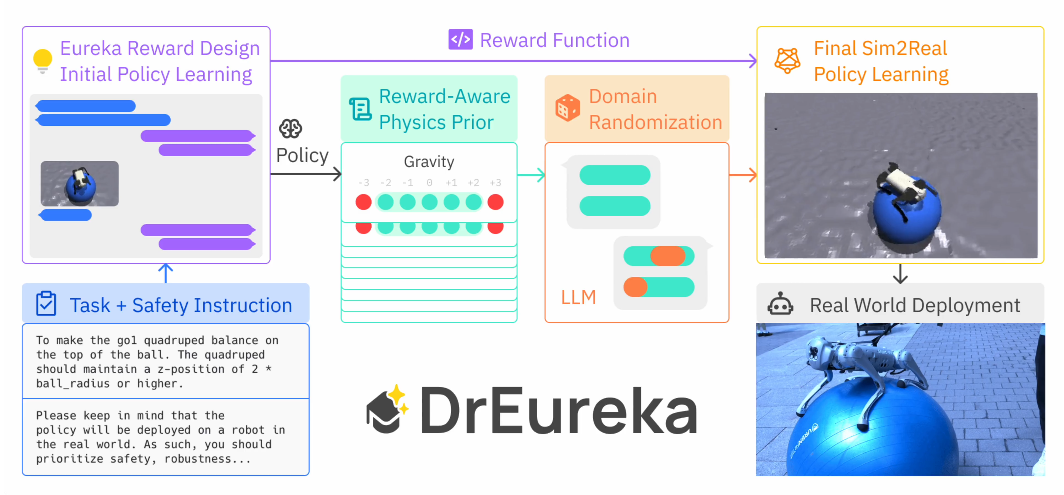 Eureka Reward Design
Initial Policy Learning
</> Reward Function
Final Sim2Real
Policy Learning
Policy
Reward-Aware
Physics Prior
Gravity
-3 -2 -1 0 +1 +2 +3
Domain
Randomization
LLM
Task + Safety Instruction
To make the go1 quadruped balance on
the top of the ball. The quadruped
should maintain a z-position of 2 *
ball_radius or higher.
Please keep in mind that the
policy will be deployed on a robot in
the real world. As such, you should
prioritize safety, robustness...
DrEureka
Real World Deployment